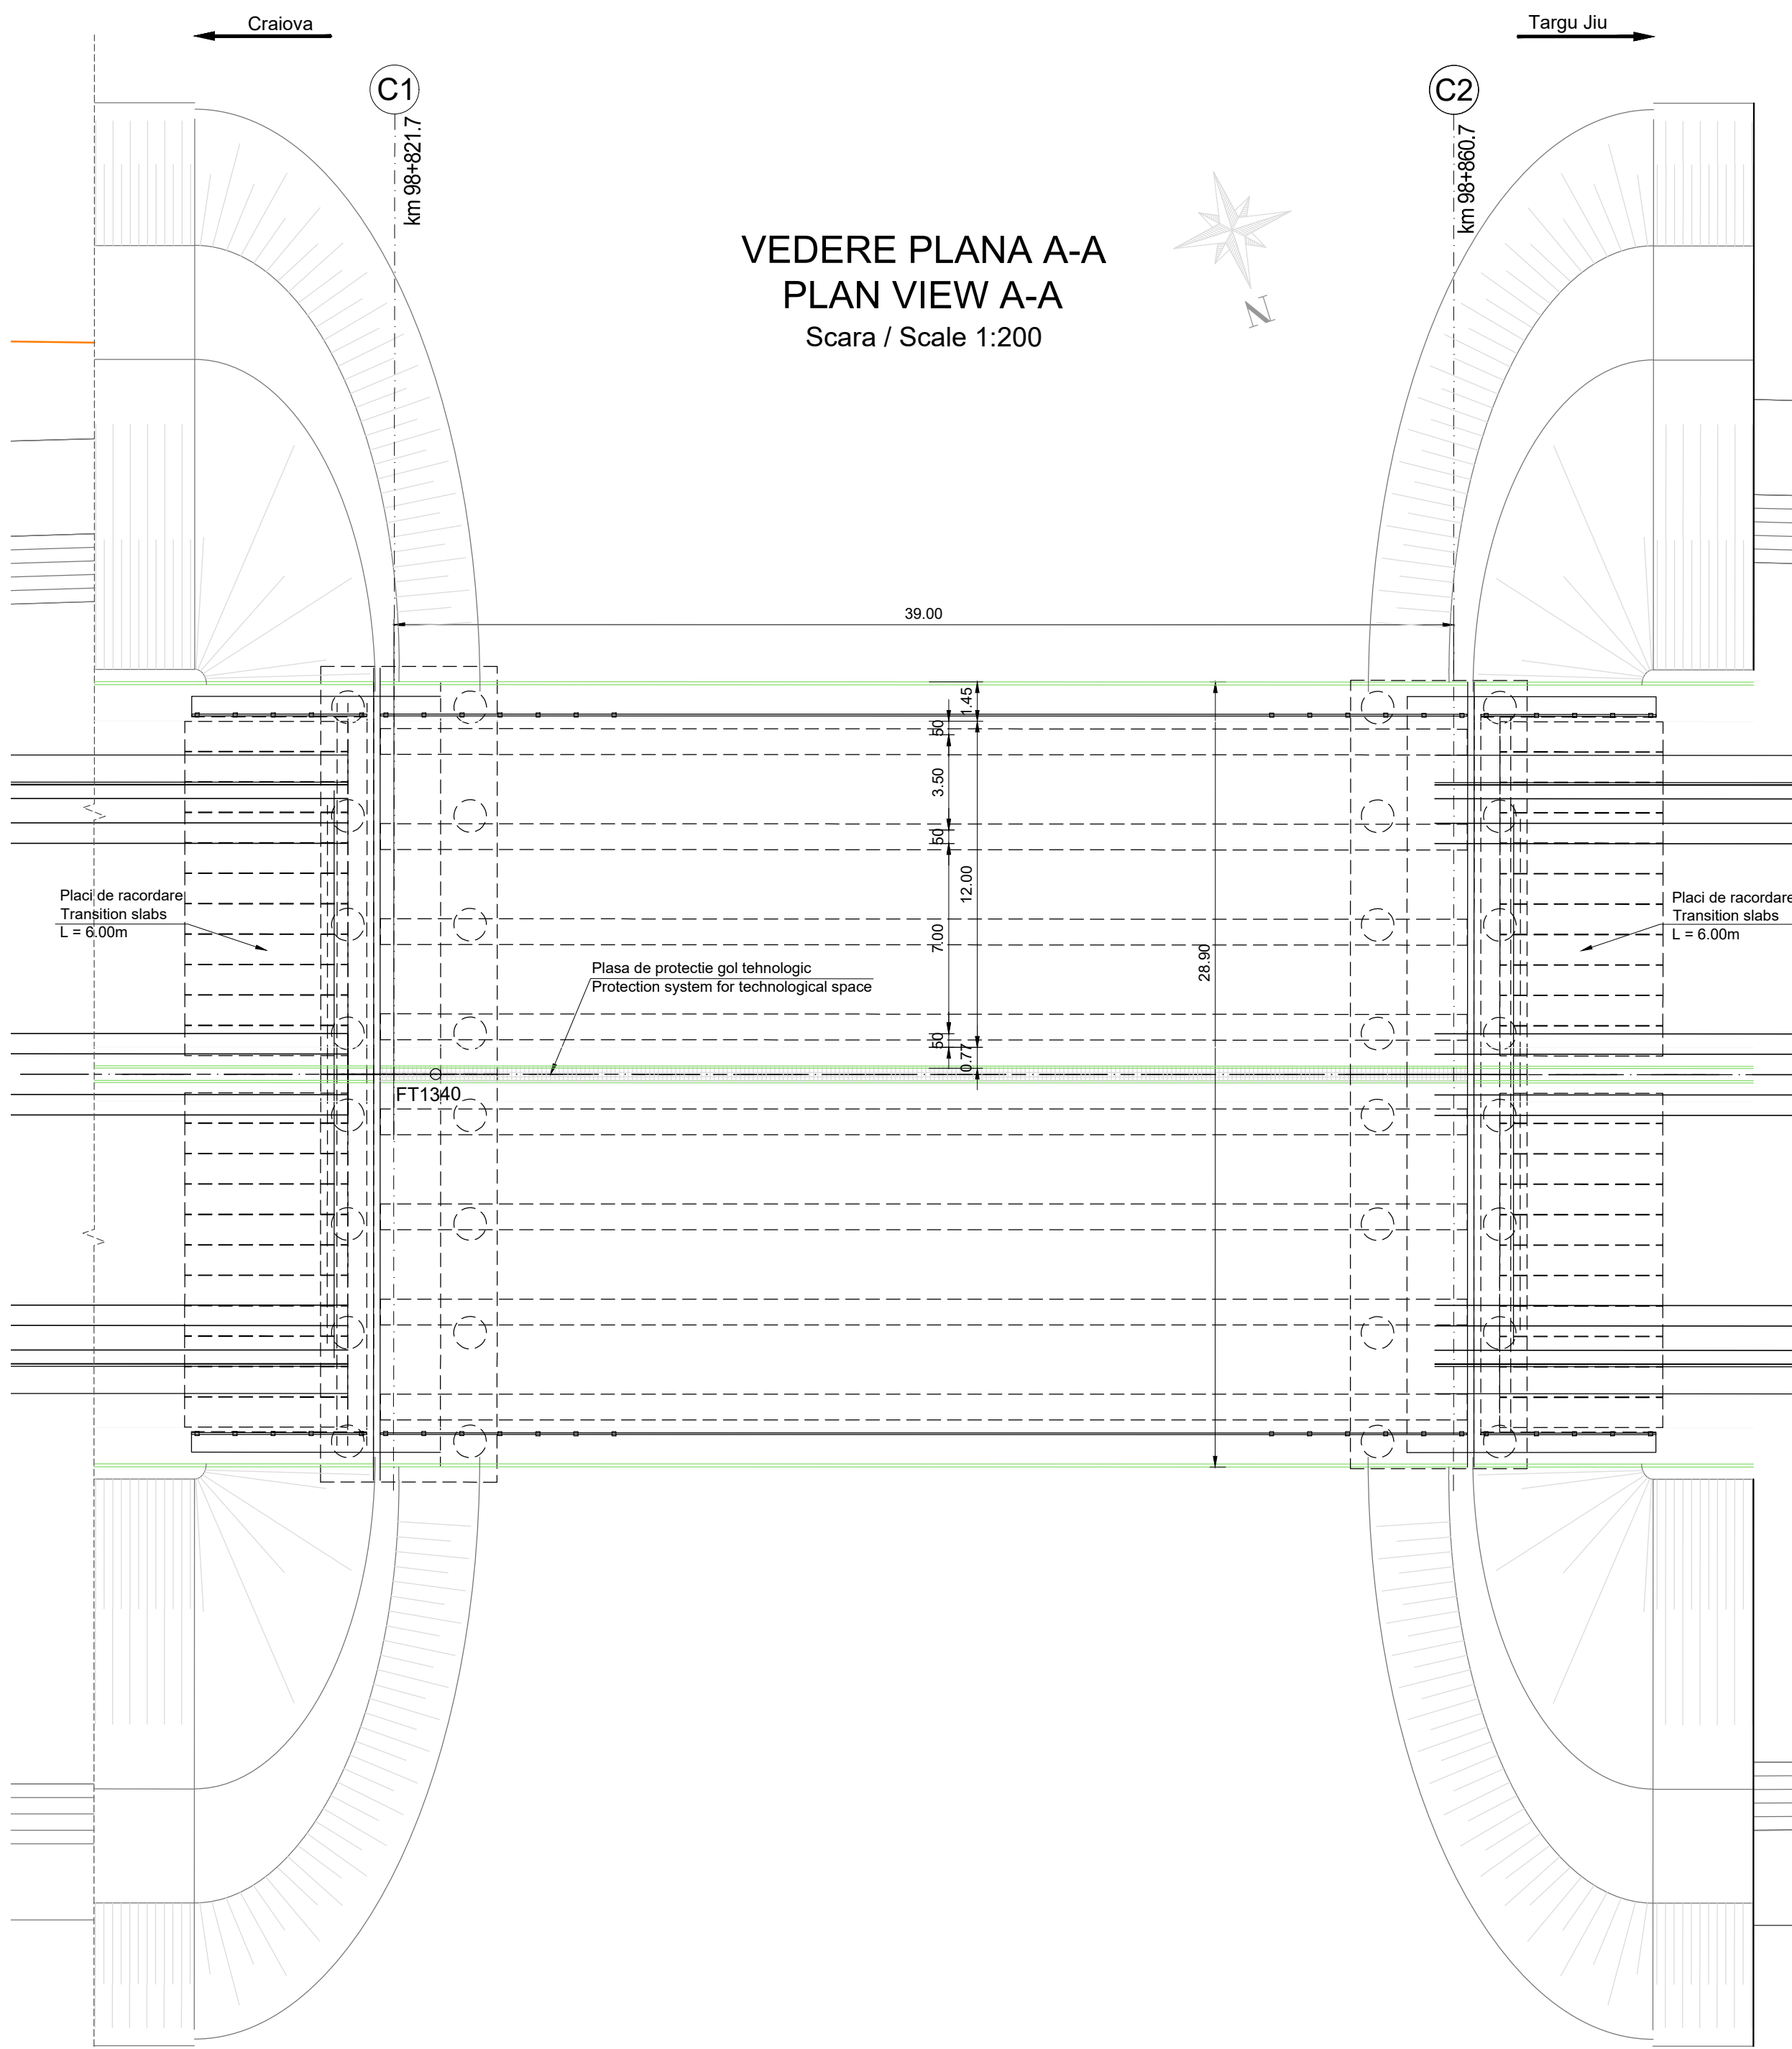 Craiova
Targu Jiu
C1
C2
km 98+821.7
km 98+860.7
VEDERE PLANA A-A
PLAN VIEW A-A
Scara / Scale 1:200
N
39.00
1.45
50
3.50
50
12.00
7.00
28.90
50
0.77
Placi de racordare
Transition slabs
L = 6.00m
Placi de racordare
Transition slabs
L = 6.00m
Plasa de protectie gol tehnologic
Protection system for technological space
FT1340